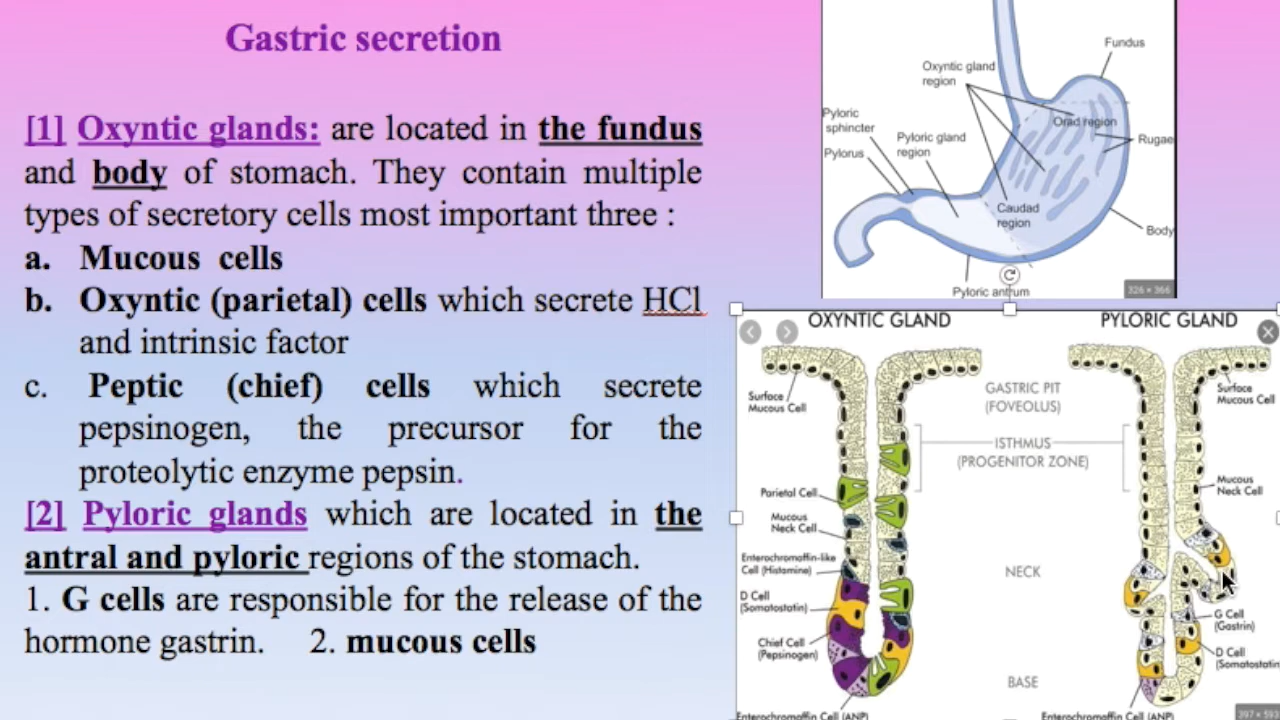 Gastric secretion
[1] Oxyntic glands: are located in the fundus
and body of stomach. They contain multiple
types of secretory cells most important three :
a. Mucous cells
b. Oxyntic (parietal) cells which secrete HCl
and intrinsic factor
c. Peptic (chief) cells which secrete
pepsinogen, the precursor for the
proteolytic enzyme pepsin.
[2] Pyloric glands which are located in the
antral and pyloric regions of the stomach.
1. G cells are responsible for the release of the
hormone gastrin. 2. mucous cells
Fundus
Oxyntic gland
region
Orad region
Rugae
Pyloric
sphincter
Pylorus
Pyloric gland
region
Caudad
region
Body
Pyloric antrum
326 × 366
OXYNTIC GLAND
PYLORIC GLAND
Surface
Mucous Cell
GASTRIC PIT
(FOVEOLUS)
Surface
Mucous Cell
ISTHMUS
(PROGENITOR ZONE)
Parietal Cell
Mucous
Neck Cell
Mucous
Neck Cell
Enterochromaffin-like
Cell (Histamine)
NECK
D Cell
(Somatostatin)
G Cell
(Gastrin)
Chief Cell
(Pepsinogen)
D Cell
(Somatostatin)
BASE
Enterochromaffin Cell (ANP)
Enterochromaffin Cell (ANP)
397 × 593